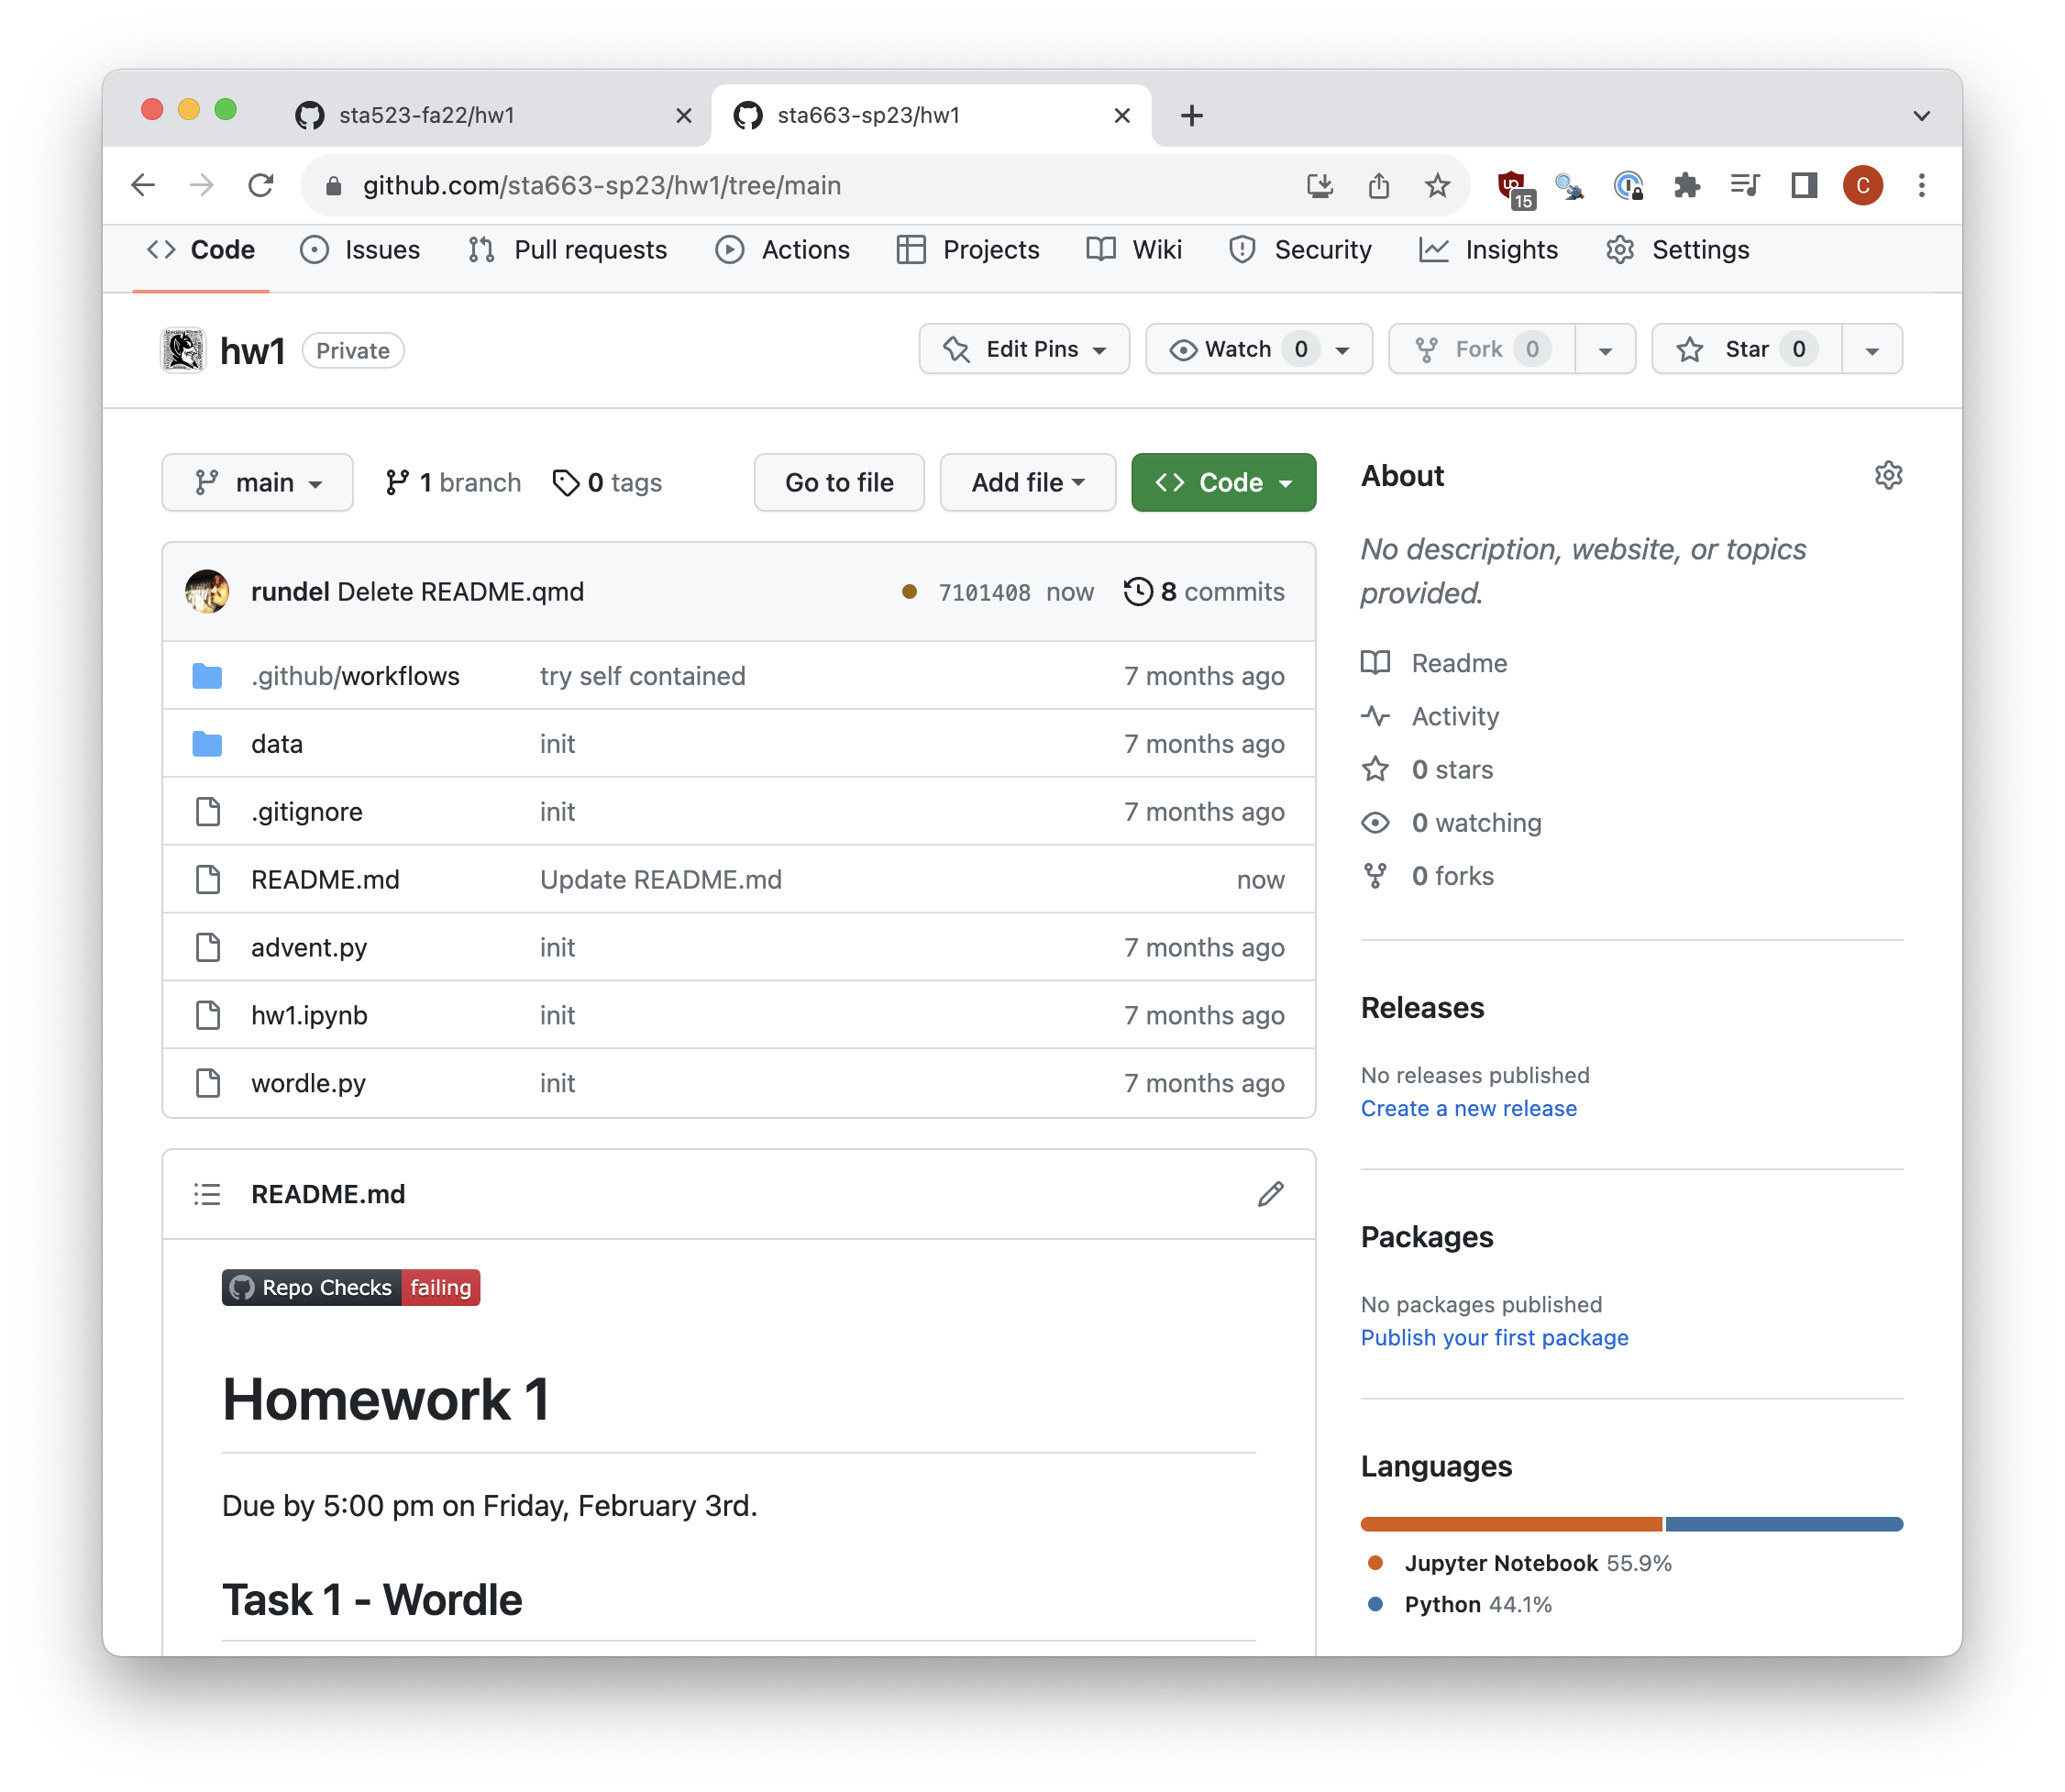 sta523-fa22/hw1
sta663-sp23/hw1
github.com/sta663-sp23/hw1/tree/main
15
C
Code Issues Pull requests Actions Projects Wiki Security Insights Settings
hw1 Private
Edit Pins Watch 0 Fork 0 Star 0
main 1 branch 0 tags Go to file Add file Code
rundel Delete README.qmd 7101408 now 8 commits
.github/workflows try self contained 7 months ago
data init 7 months ago
.gitignore init 7 months ago
README.md Update README.md now
advent.py init 7 months ago
hw1.ipynb init 7 months ago
wordle.py init 7 months ago
README.md
Repo Checks failing
Homework 1
Due by 5:00 pm on Friday, February 3rd.
Task 1 - Wordle
About
No description, website, or topics
provided.
Readme
Activity
0 stars
0 watching
0 forks
Releases
No releases published
Create a new release
Packages
No packages published
Publish your first package
Languages
Jupyter Notebook 55.9%
Python 44.1%